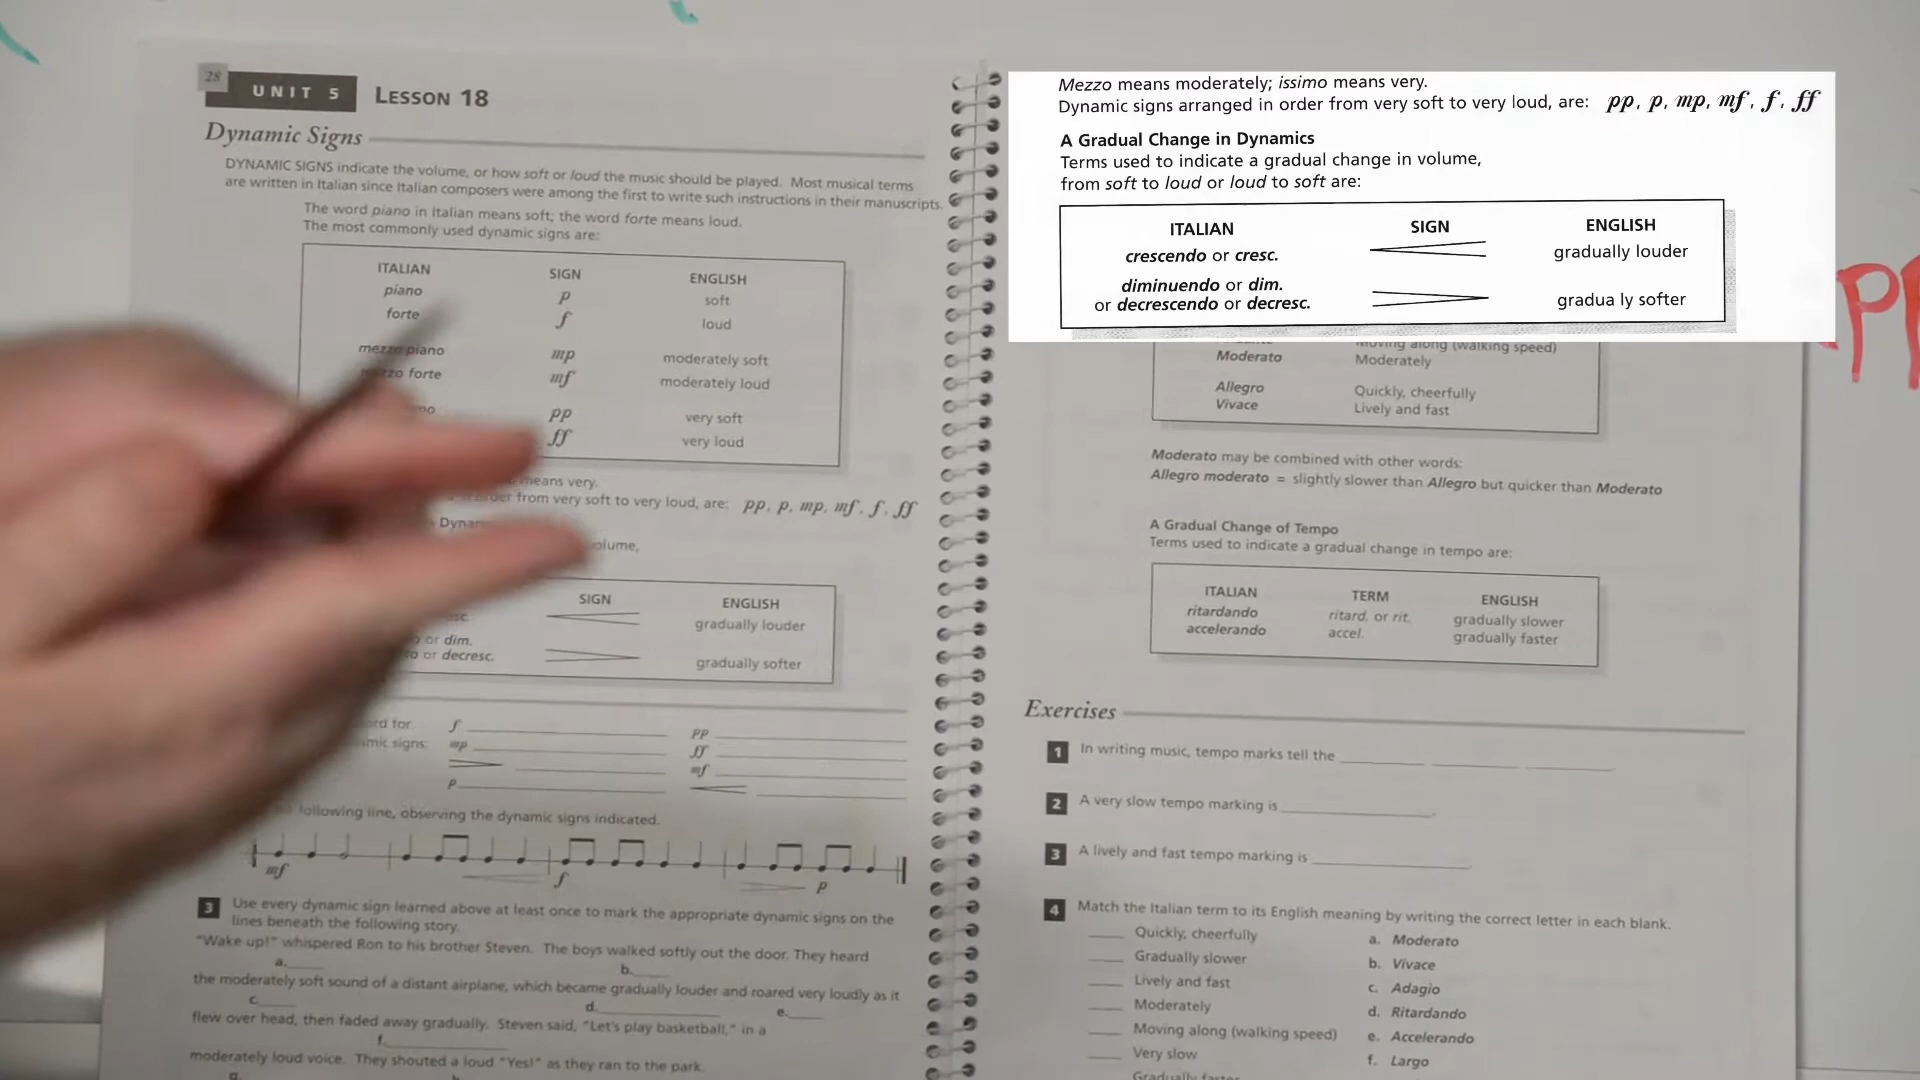 28
UNIT 5 LESSON 18
Dynamic Signs
DYNAMIC SIGNS indicate the volume, or how soft or loud the music should be played. Most musical terms
are written in Italian since Italian composers were among the first to write such instructions in their manuscripts.
The word piano in Italian means soft; the word forte means loud.
The most commonly used dynamic signs are:
ITALIAN SIGN ENGLISH
piano p soft
forte f loud
mezzo piano mp moderately soft
forte mf moderately loud
pp very soft
ff very loud
means very.
from very soft to very loud, are: pp, p, mp, mf, f, ff
SIGN ENGLISH
gradually louder
or dim.
or decresc. gradually softer
for f pp
signs: mp ff
mf
p
following line, observing the dynamic signs indicated.
mf f p
3 Use every dynamic sign learned above at least once to mark the appropriate dynamic signs on the
lines beneath the following story.
"Wake up!" whispered Ron to his brother Steven. The boys walked softly out the door. They heard
a. b.
the moderately soft sound of a distant airplane, which became gradually louder and roared very loudly as it
c. d. e.
flew over head, then faded away gradually. Steven said, "Let's play basketball," in a
f.
moderately loud voice. They shouted a loud "Yes!" as they ran to the park.
g.
Mezzo means moderately; issimo means very.
Dynamic signs arranged in order from very soft to very loud, are: pp, p, mp, mf, f, ff
A Gradual Change in Dynamics
Terms used to indicate a gradual change in volume,
from soft to loud or loud to soft are:
ITALIAN SIGN ENGLISH
crescendo or cresc. gradually louder
diminuendo or dim.
or decrescendo or decresc. gradua ly softer
moving along (walking speed)
Moderato Moderately
Allegro Quickly, cheerfully
Vivace Lively and fast
Moderato may be combined with other words:
Allegro moderato = slightly slower than Allegro but quicker than Moderato
A Gradual Change of Tempo
Terms used to indicate a gradual change in tempo are:
ITALIAN TERM ENGLISH
ritardando ritard. or rit. gradually slower
accelerando accel. gradually faster
Exercises
1 In writing music, tempo marks tell the
2 A very slow tempo marking is
3 A lively and fast tempo marking is
4 Match the Italian term to its English meaning by writing the correct letter in each blank.
Quickly, cheerfully a. Moderato
Gradually slower b. Vivace
Lively and fast c. Adagio
Moderately d. Ritardando
Moving along (walking speed) e. Accelerando
Very slow f. Largo
Gradually faster